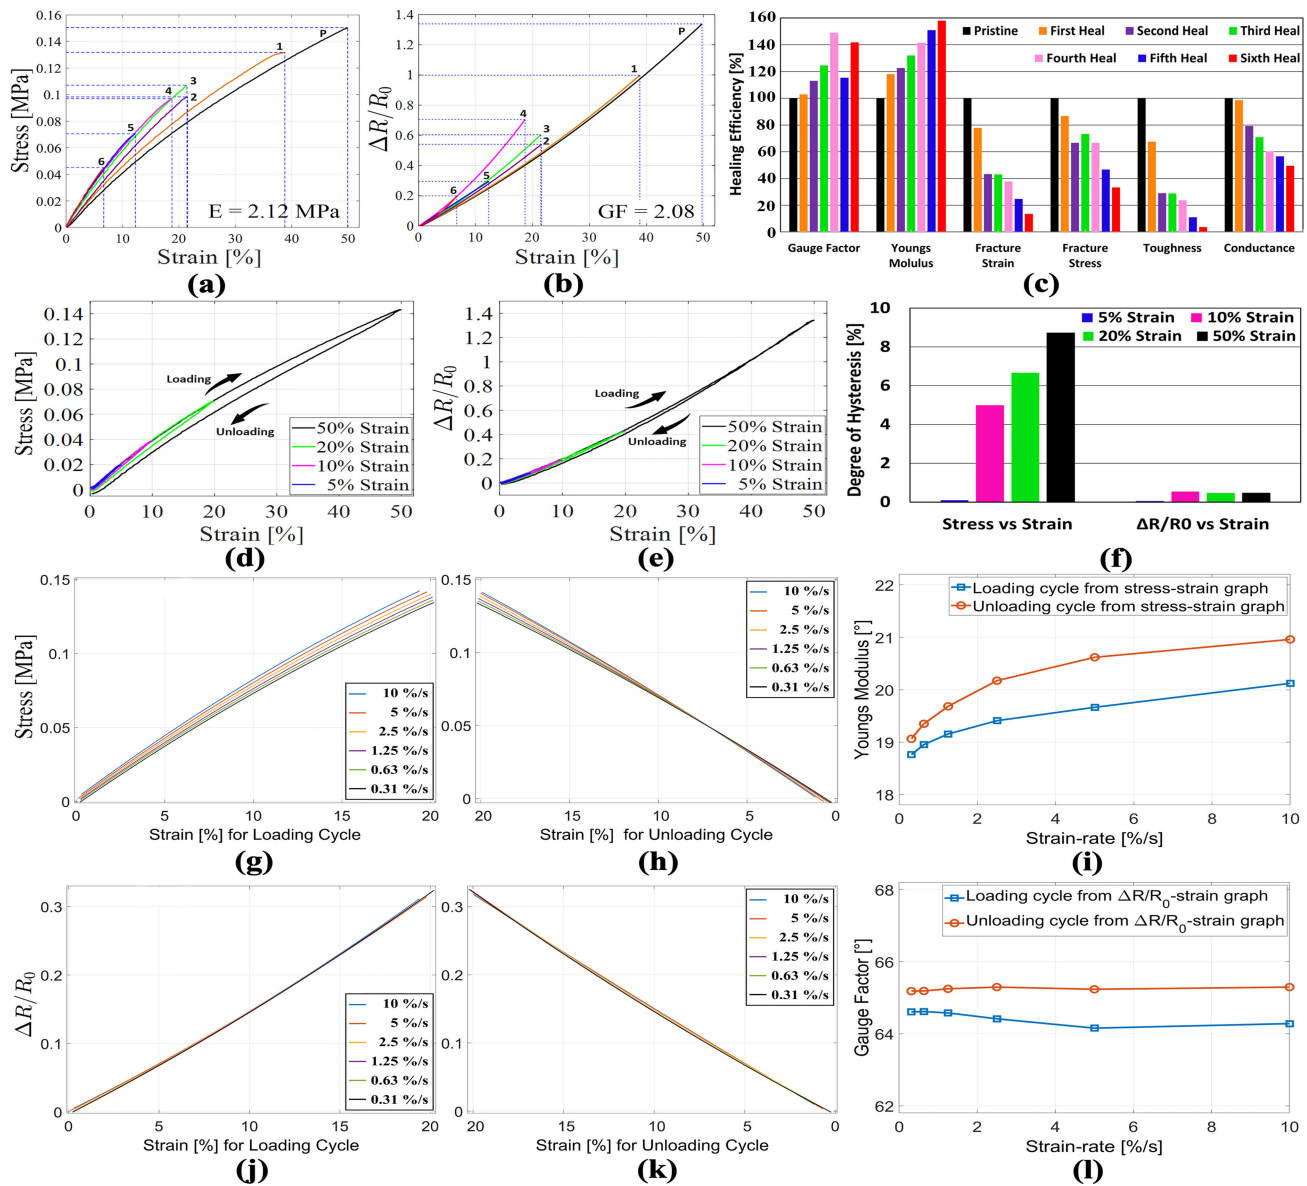 Stress [MPa]
0.16
0.14
0.12
0.1
0.08
0.06
0.04
0.02
0
P
1
3
2
4
5
6
E = 2.12 MPa
0 10 20 30 40 50
Strain [%]
(a)
ΔR/R0
1.4
1.2
1
0.8
0.6
0.4
0.2
0
P
1
4
3
2
5
6
GF = 2.08
0 10 20 30 40 50
Strain [%]
(b)
Healing Efficiency [%]
160
140
120
100
80
60
40
20
0
Pristine First Heal Second Heal Third Heal
Fourth Heal Fifth Heal Sixth Heal
Gauge Factor Youngs Molulus Fracture Strain Fracture Stress Toughness Conductance
(c)
Stress [MPa]
0.14
0.12
0.1
0.08
0.06
0.04
0.02
0
Loading
Unloading
50% Strain
20% Strain
10% Strain
5% Strain
0 10 20 30 40 50
Strain [%]
(d)
ΔR/R0
1.4
1.2
1
0.8
0.6
0.4
0.2
0
Loading
Unloading
50% Strain
20% Strain
10% Strain
5% Strain
0 10 20 30 40 50
Strain [%]
(e)
Degree of Hysteresis [%]
10
8
6
4
2
0
5% Strain 10% Strain
20% Strain 50% Strain
Stress vs Strain ΔR/R0 vs Strain
(f)
Stress [MPa]
0.15
0.1
0.05
0
10 %/s
5 %/s
2.5 %/s
1.25 %/s
0.63 %/s
0.31 %/s
0 5 10 15 20
Strain [%] for Loading Cycle
(g)
0.15
0.1
0.05
0
10 %/s
5 %/s
2.5 %/s
1.25 %/s
0.63 %/s
0.31 %/s
20 15 10 5 0
Strain [%] for Unloading Cycle
(h)
Youngs Modulus [°]
22
21
20
19
18
Loading cycle from stress-strain graph
Unloading cycle from stress-strain graph
0 2 4 6 8 10
Strain-rate [%/s]
(i)
ΔR/R0
0.3
0.2
0.1
0
10 %/s
5 %/s
2.5 %/s
1.25 %/s
0.63 %/s
0.31 %/s
0 5 10 15 20
Strain [%] for Loading Cycle
(j)
0.3
0.2
0.1
0
10 %/s
5 %/s
2.5 %/s
1.25 %/s
0.63 %/s
0.31 %/s
20 15 10 5 0
Strain [%] for Unloading Cycle
(k)
Gauge Factor [°]
68
66
64
62
Loading cycle from ΔR/R0-strain graph
Unloading cycle from ΔR/R0-strain graph
0 2 4 6 8 10
Strain-rate [%/s]
(l)